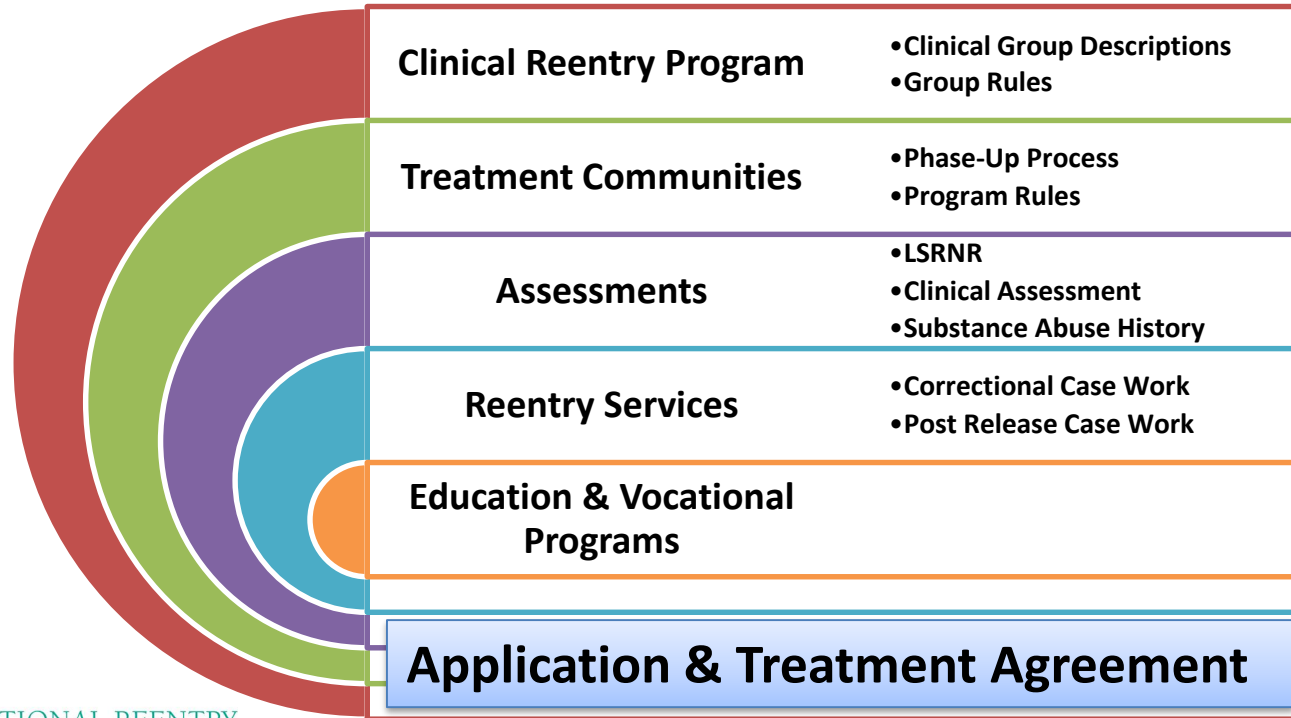 Clinical Reentry Program
•Clinical Group Descriptions
•Group Rules
Treatment Communities
•Phase-Up Process
•Program Rules
Assessments
•LSRNR
•Clinical Assessment
•Substance Abuse History
Reentry Services
•Correctional Case Work
•Post Release Case Work
Education & Vocational
Programs
Application & Treatment Agreement
REENTRY